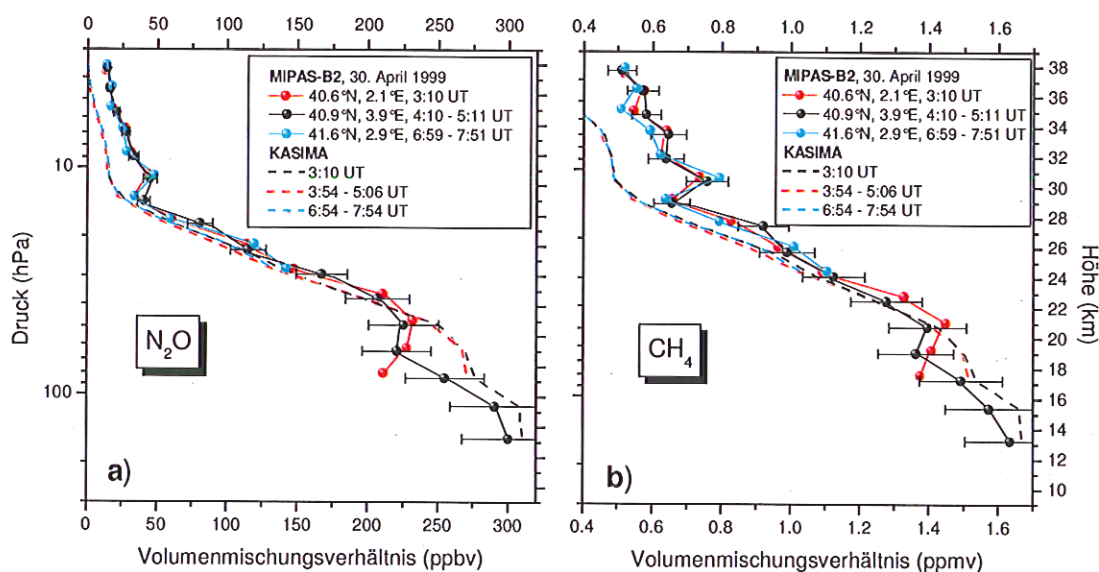 0 50 100 150 200 250 300
0.4 0.6 0.8 1.0 1.2 1.4 1.6
MIPAS-B2, 30. April 1999
40.6°N, 2.1°E, 3:10 UT
40.9°N, 3.9°E, 4:10 - 5:11 UT
41.6°N, 2.9°E, 6:59 - 7:51 UT
KASIMA
3:10 UT
3:54 - 5:06 UT
6:54 - 7:54 UT
MIPAS-B2, 30. April 1999
40.6°N, 2.1°E, 3:10 UT
40.9°N, 3.9°E, 4:10 - 5:11 UT
41.6°N, 2.9°E, 6:59 - 7:51 UT
KASIMA
3:10 UT
3:54 - 5:06 UT
6:54 - 7:54 UT
10
100
Druck (hPa)
N2O
CH4
a)
b)
38
36
34
32
30
28
26
24
22
20
18
16
14
13
12
10
Höhe (km)
0 50 100 150 200 250 300
0.4 0.6 0.8 1.0 1.2 1.4 1.6
Volumenmischungsverhältnis (ppbv)
Volumenmischungsverhältnis (ppmv)